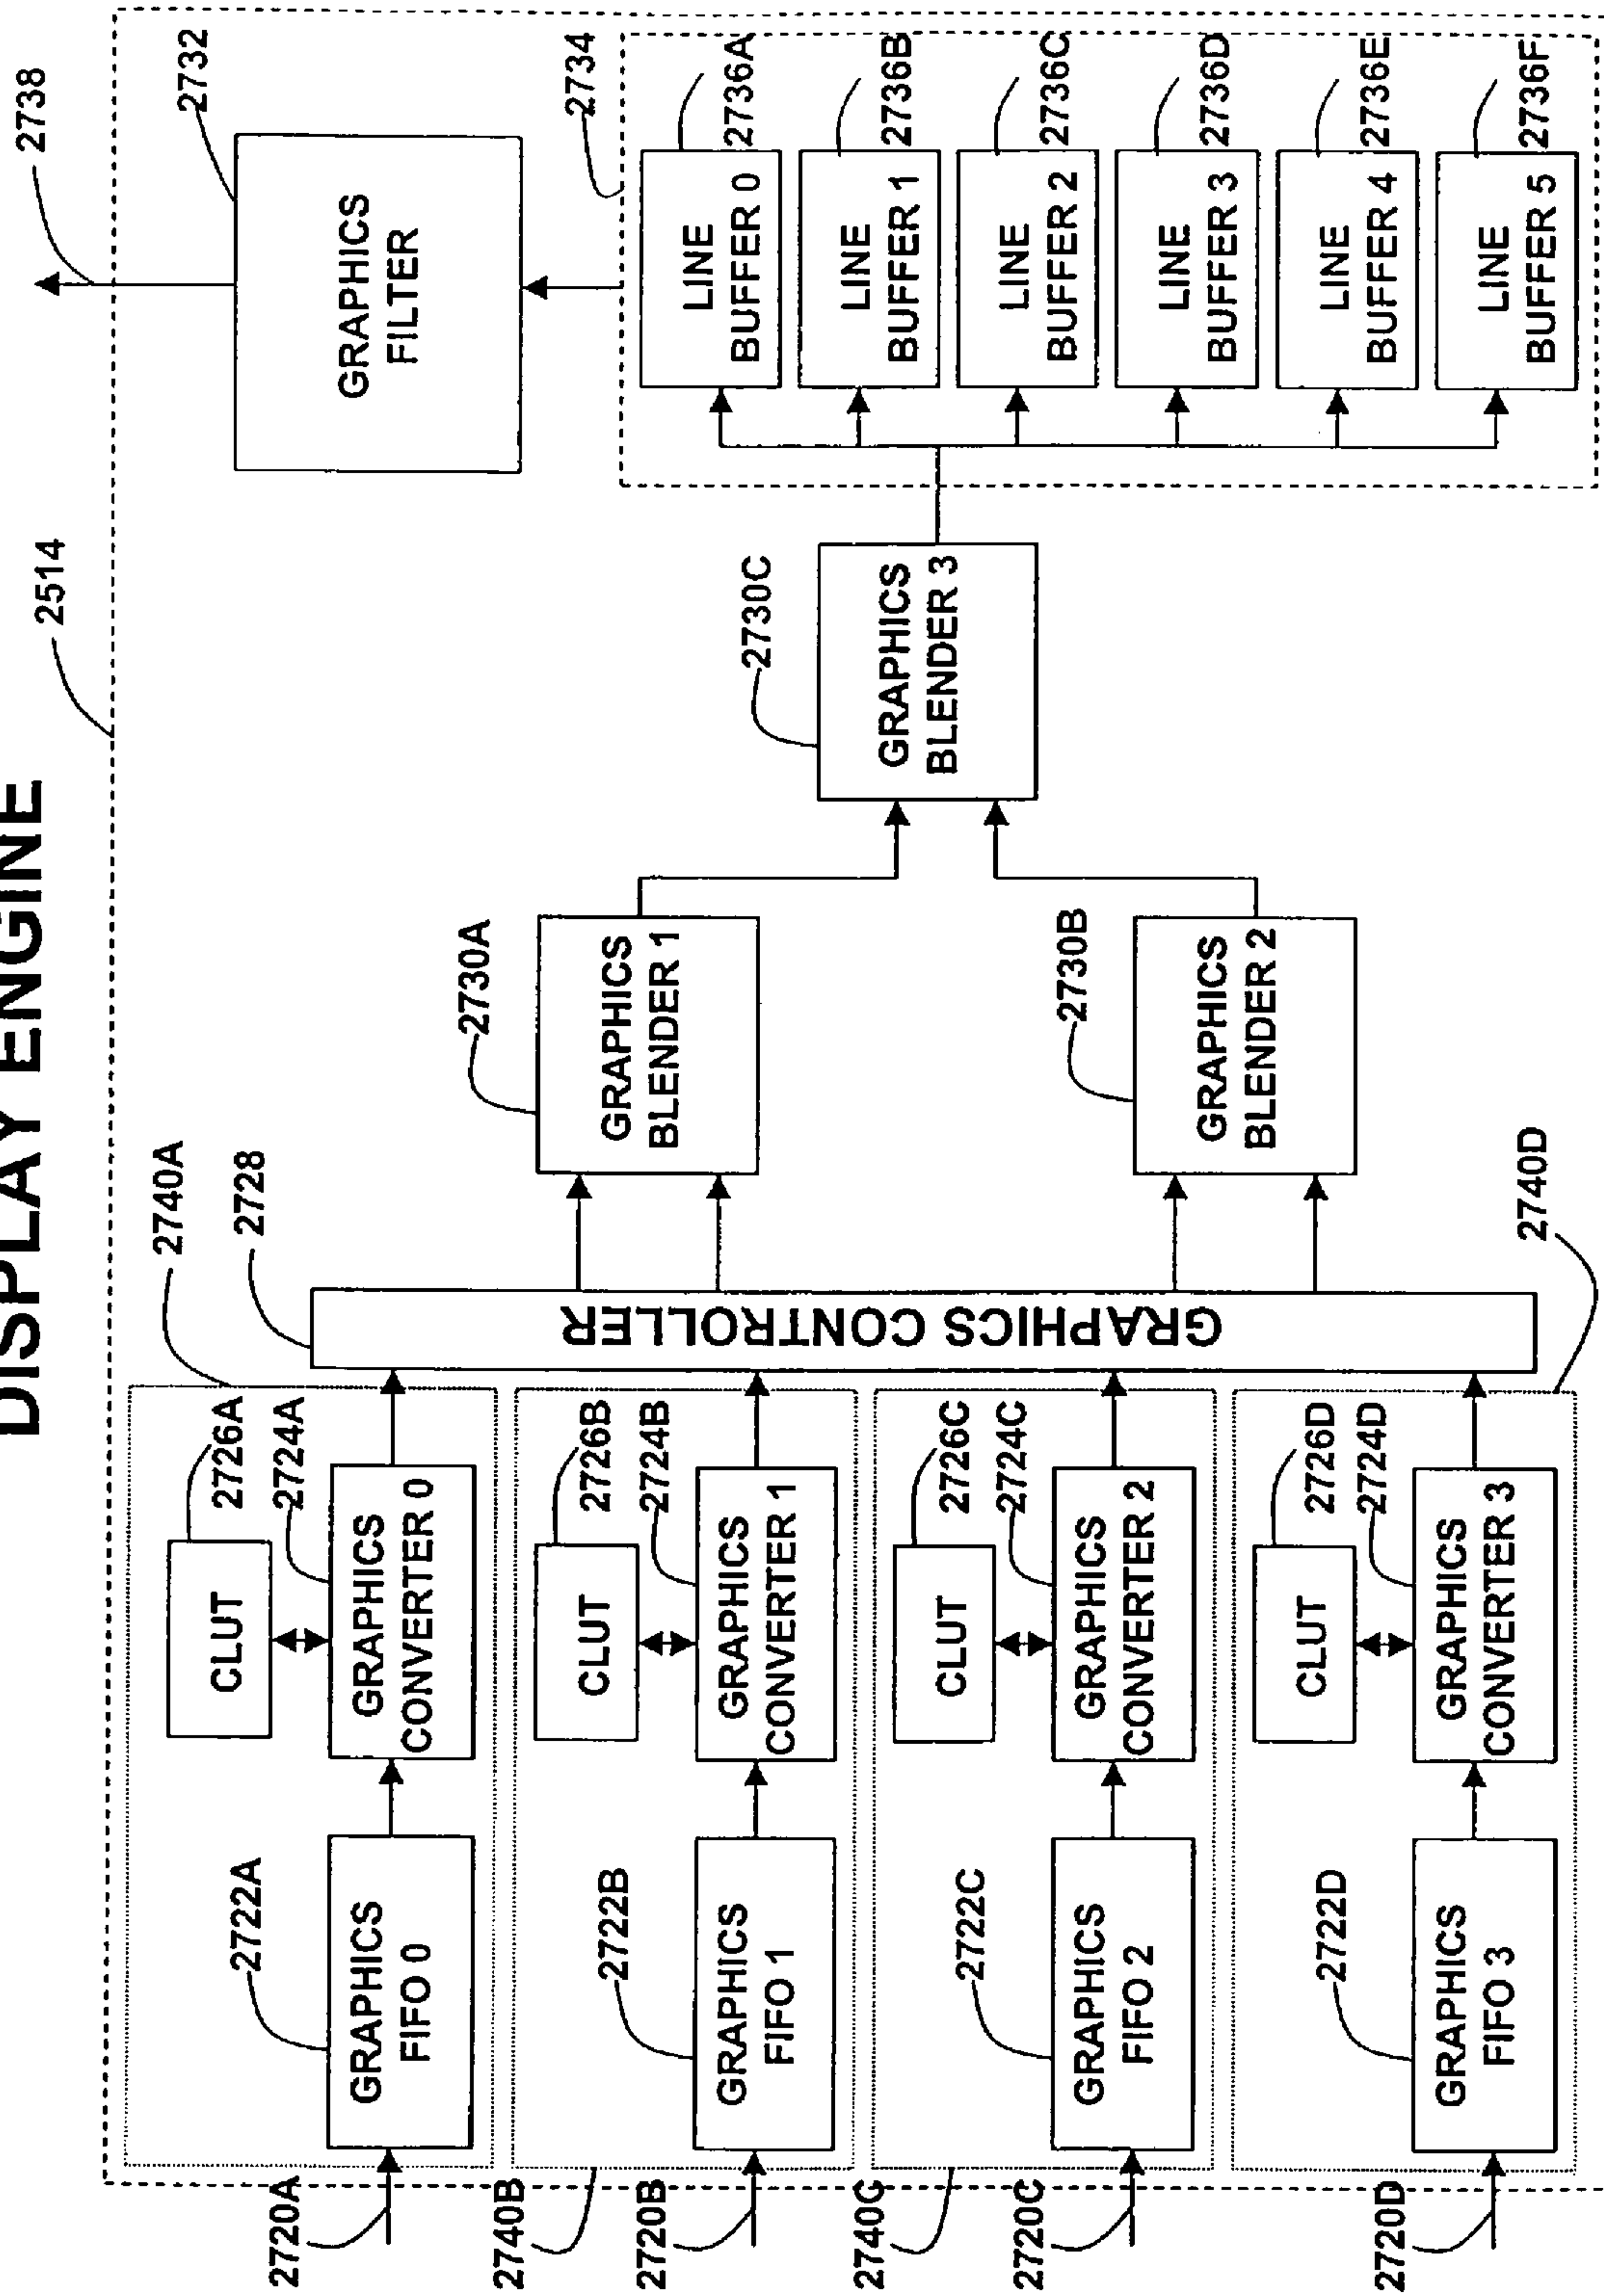 DISPLAY ENGINE
2514
2738
2740A
2726A
CLUT
2724A
2722A
GRAPHICS
FIFO 0
GRAPHICS
CONVERTER 0
2720A
2740B
2726B
CLUT
2724B
2722B
GRAPHICS
FIFO 1
GRAPHICS
CONVERTER 1
2720B
2740C
2726C
CLUT
2724C
2722C
GRAPHICS
FIFO 2
GRAPHICS
CONVERTER 2
2720C
2740D
2726D
CLUT
2724D
2722D
GRAPHICS
FIFO 3
GRAPHICS
CONVERTER 3
2720D
2728
GRAPHICS CONTROLLER
2730A
GRAPHICS
BLENDER 1
2730B
GRAPHICS
BLENDER 2
2730C
GRAPHICS
BLENDER 3
2732
GRAPHICS
FILTER
2734
LINE
BUFFER 0
2736A
LINE
BUFFER 1
2736B
LINE
BUFFER 2
2736C
LINE
BUFFER 3
2736D
LINE
BUFFER 4
2736E
LINE
BUFFER 5
2736F